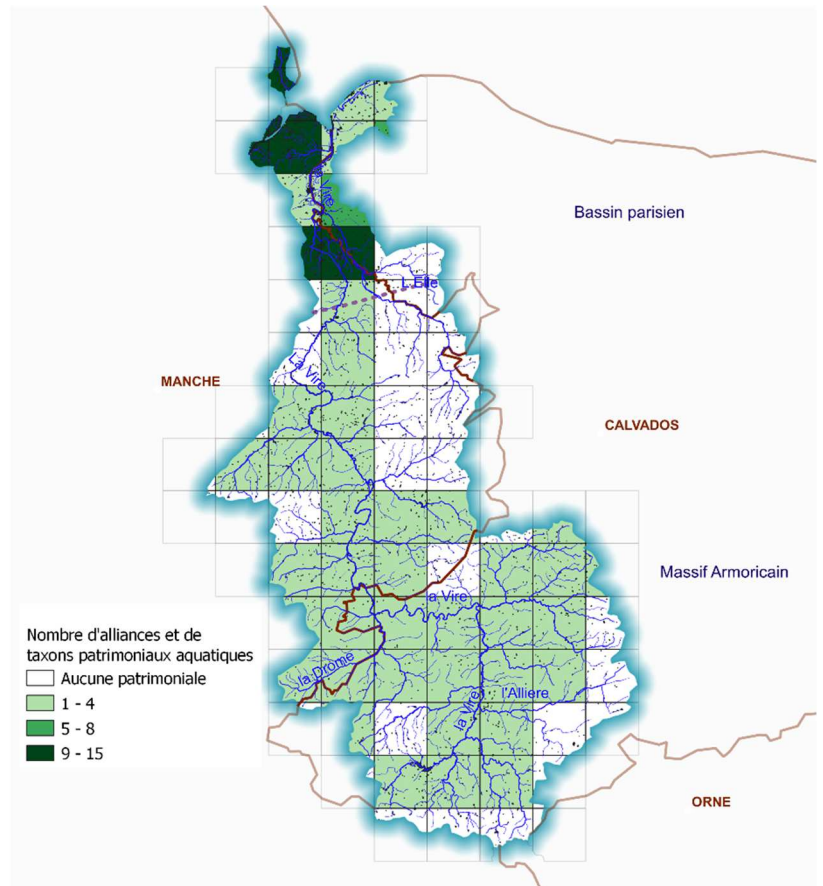 la Vire
Bassin parisien
L'Elle
La Vire
MANCHE
CALVADOS
Massif Armoricain
la Vire
Nombre d'alliances et de
taxons patrimoniaux aquatiques
Aucune patrimoniale
1 - 4
5 - 8
9 - 15
la Drome
l'Alliere
la Vire
ORNE